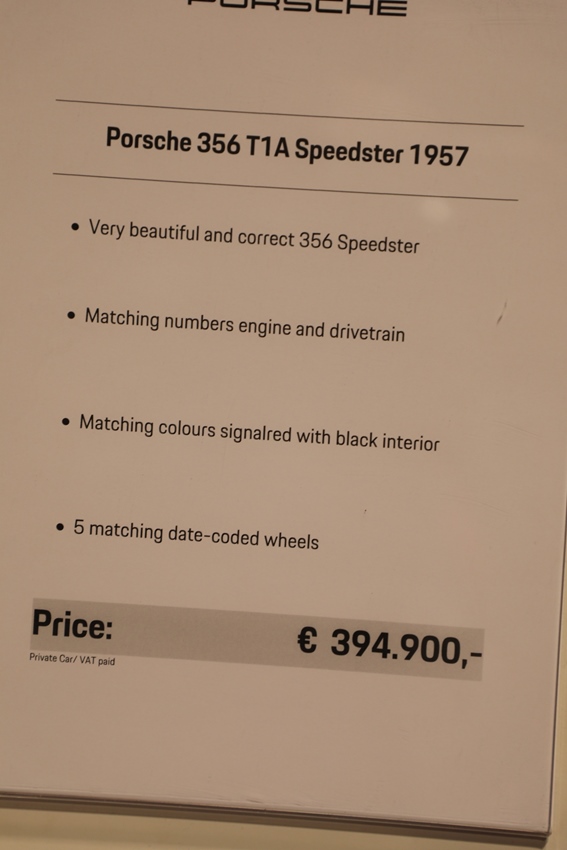 PORSCHE
Porsche 356 T1A Speedster 1957
• Very beautiful and correct 356 Speedster
• Matching numbers engine and drivetrain
• Matching colours signalred with black interior
• 5 matching date-coded wheels
Price: € 394.900,-
Private Car/ VAT paid